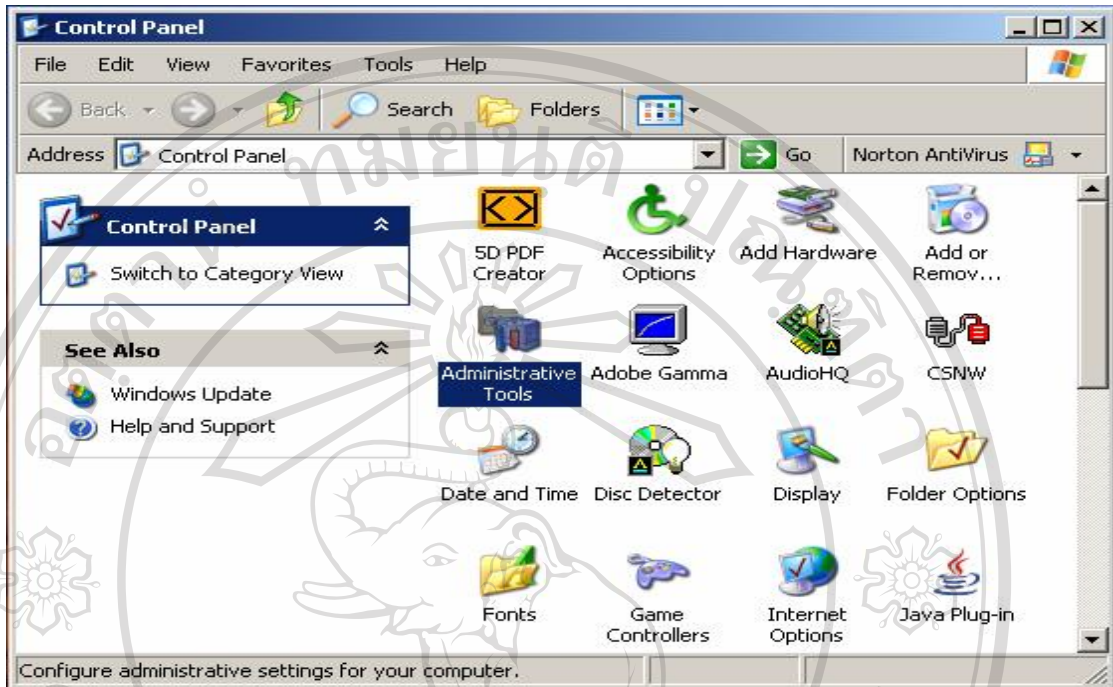 Control Panel
File Edit View Favorites Tools Help
Back Search Folders
Address Control Panel Go Norton AntiVirus
Control Panel
Switch to Category View
See Also
Windows Update
Help and Support
5D PDF
Creator
Accessibility
Options
Add Hardware
Add or
Remov...
Administrative
Tools
Adobe Gamma
AudioHQ
CSNW
Date and Time
Disc Detector
Display
Folder Options
Fonts
Game
Controllers
Internet
Options
Java Plug-in
Configure administrative settings for your computer.